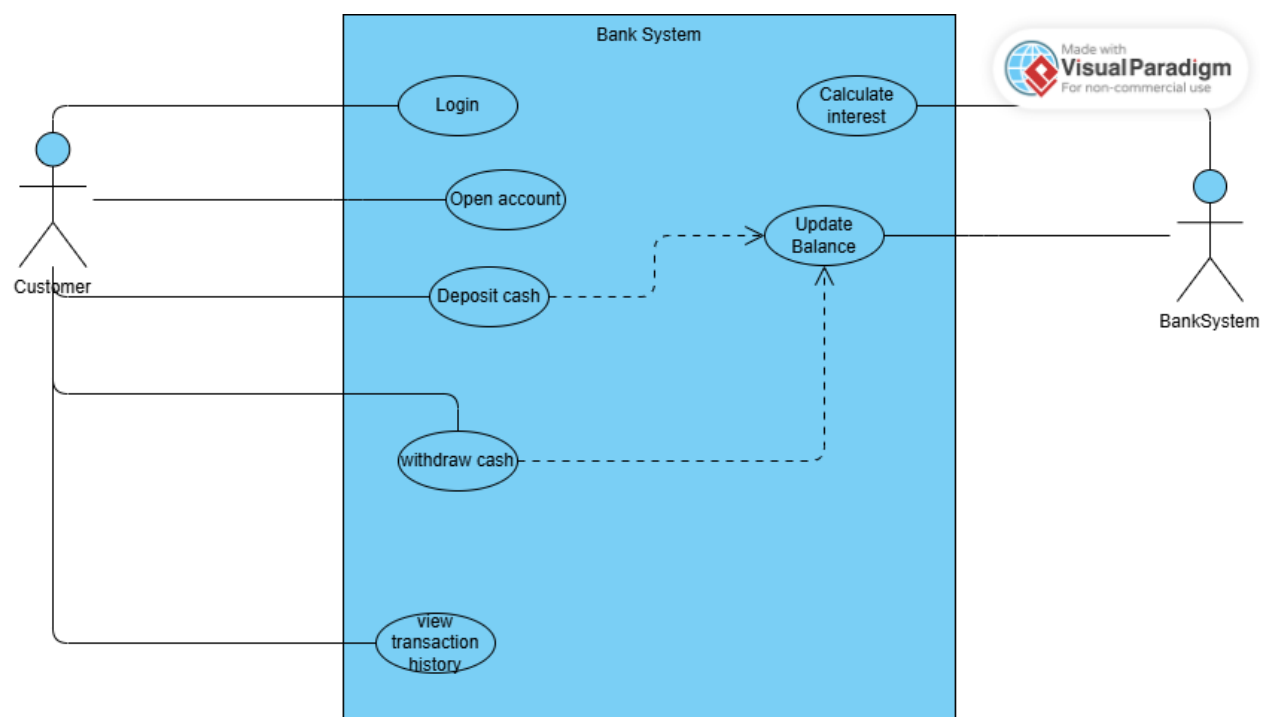 Bank System
Made with
Visual Paradigm
For non-commercial use
Login
Calculate
interest
Open account
Update
Balance
Customer
Deposit cash
BankSystem
withdraw cash
view
transaction
history